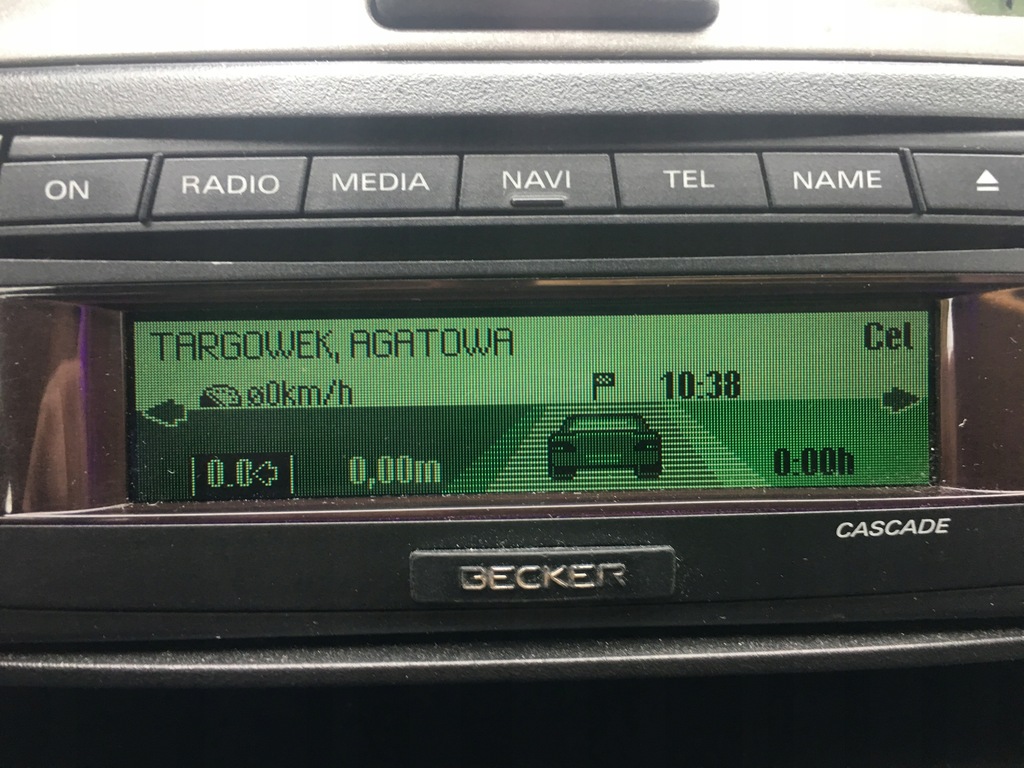 ON RADIO MEDIA NAVI TEL NAME
TARGOWEK, AGATOWA Cel
ø0km/h 10:38
0.0 0,00m 0:00h
CASCADE
BECKER